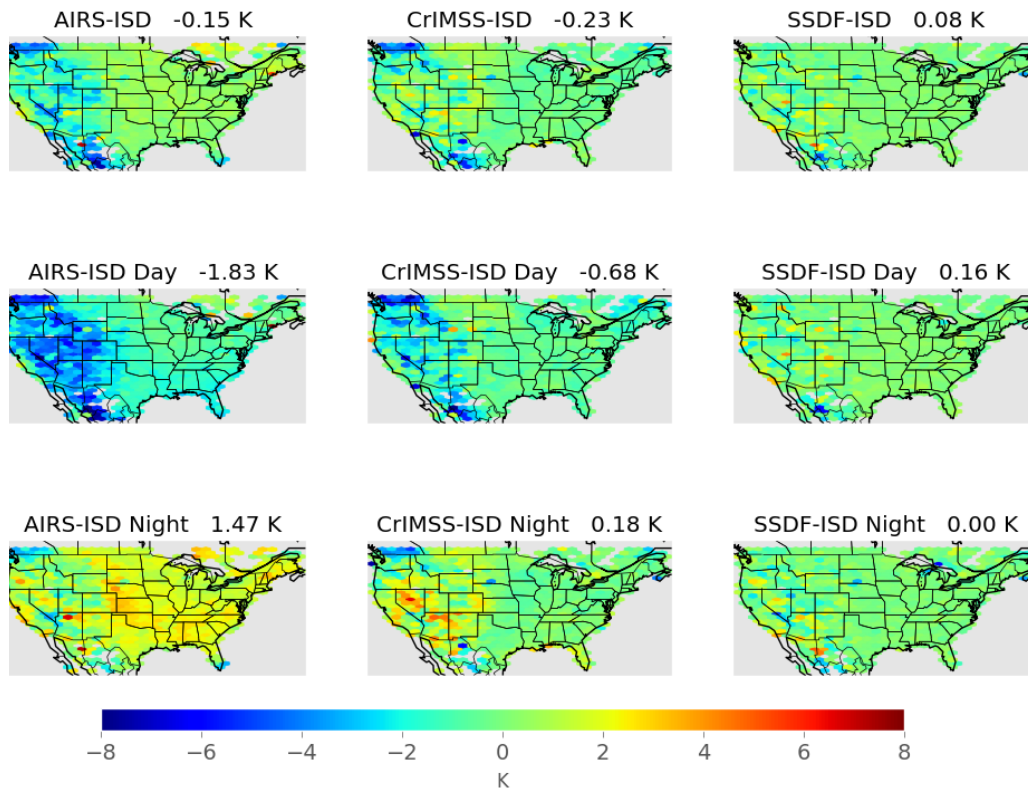 AIRS-ISD -0.15 K
CrIMSS-ISD -0.23 K
SSDF-ISD 0.08 K
AIRS-ISD Day -1.83 K
CrIMSS-ISD Day -0.68 K
SSDF-ISD Day 0.16 K
AIRS-ISD Night 1.47 K
CrIMSS-ISD Night 0.18 K
SSDF-ISD Night 0.00 K
−8 −6 −4 −2 0 2 4 6 8
K